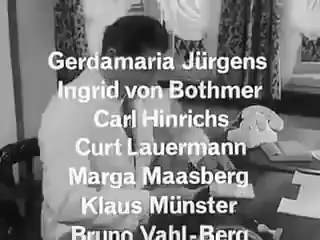 Gerdamaria Jürgens
Ingrid von Bothmer
Carl Hinrichs
Curt Lauermann
Marga Maasberg
Klaus Münster
Bruno Vahl-Berg